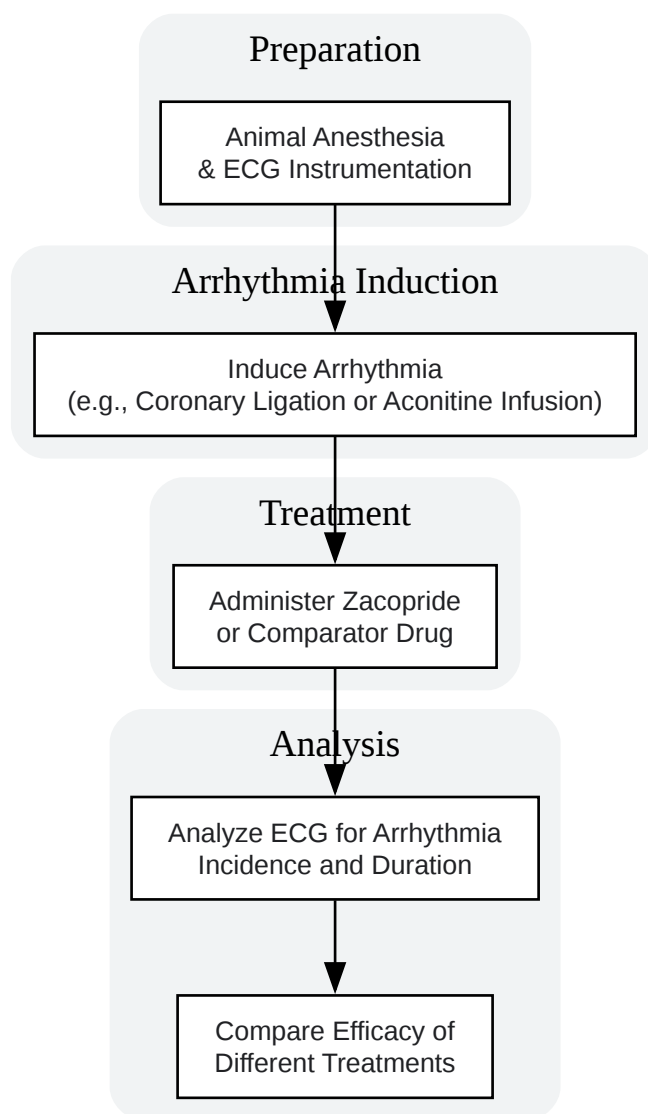 Preparation
Animal Anesthesia
& ECG Instrumentation
Arrhythmia Induction
Induce Arrhythmia
(e.g., Coronary Ligation or Aconitine Infusion)
Treatment
Administer Zacopride
or Comparator Drug
Analysis
Analyze ECG for Arrhythmia
Incidence and Duration
Compare Efficacy of
Different Treatments